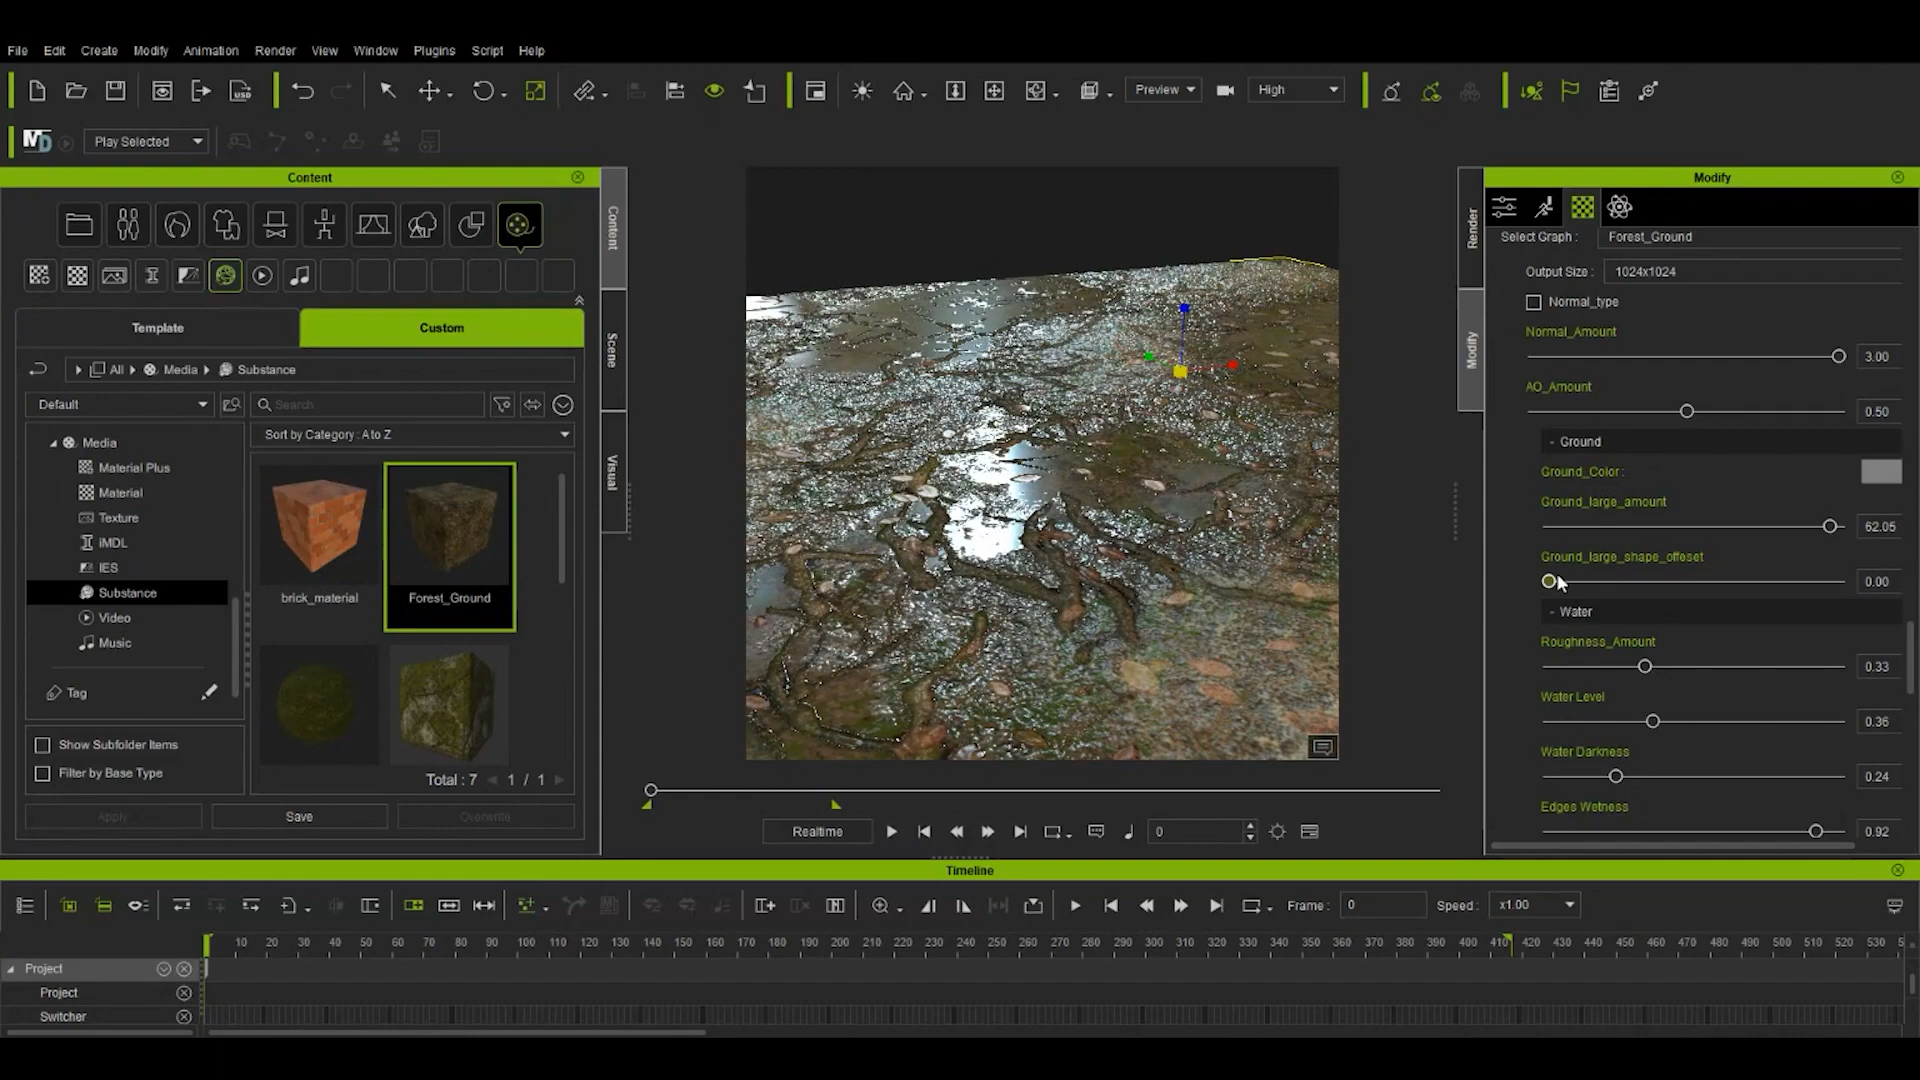 File Edit Create Modify Animation Render View Window Plugins Script Help
USD Preview High
MD Play Selected
Content
Modify
Content
Scene
Visual
Render
Modify
Template Custom
All Media Substance
Default Search
Sort by Category : A to Z
Media
Material Plus
Material
Texture
iMDL
IES
Substance
Video
Music
Tag
Show Subfolder Items
Filter by Base Type
brick_material Forest_Ground
Total : 7 1 / 1
Apply Save Overwrite
Realtime 0
Select Graph : Forest_Ground
Output Size : 1024x1024
Normal_type
Normal_Amount
3.00
AO_Amount
0.50
- Ground
Ground_Color :
Ground_large_amount
62.05
Ground_large_shape_offeset
0.00
- Water
Roughness_Amount
0.33
Water Level
0.36
Water Darkness
0.24
Edges Wetness
0.92
Timeline
Frame : 0 Speed : x1.00
10 20 30 40 50 60 70 80 90 100 110 120 130 140 150 160 170 180 190 200 210 220 230 240 250 260 270 280 290 300 310 320 330 340 350 360 370 380 390 400 410 420 430 440 450 460 470 480 490 500 510 520 530 5
Project
Project
Switcher